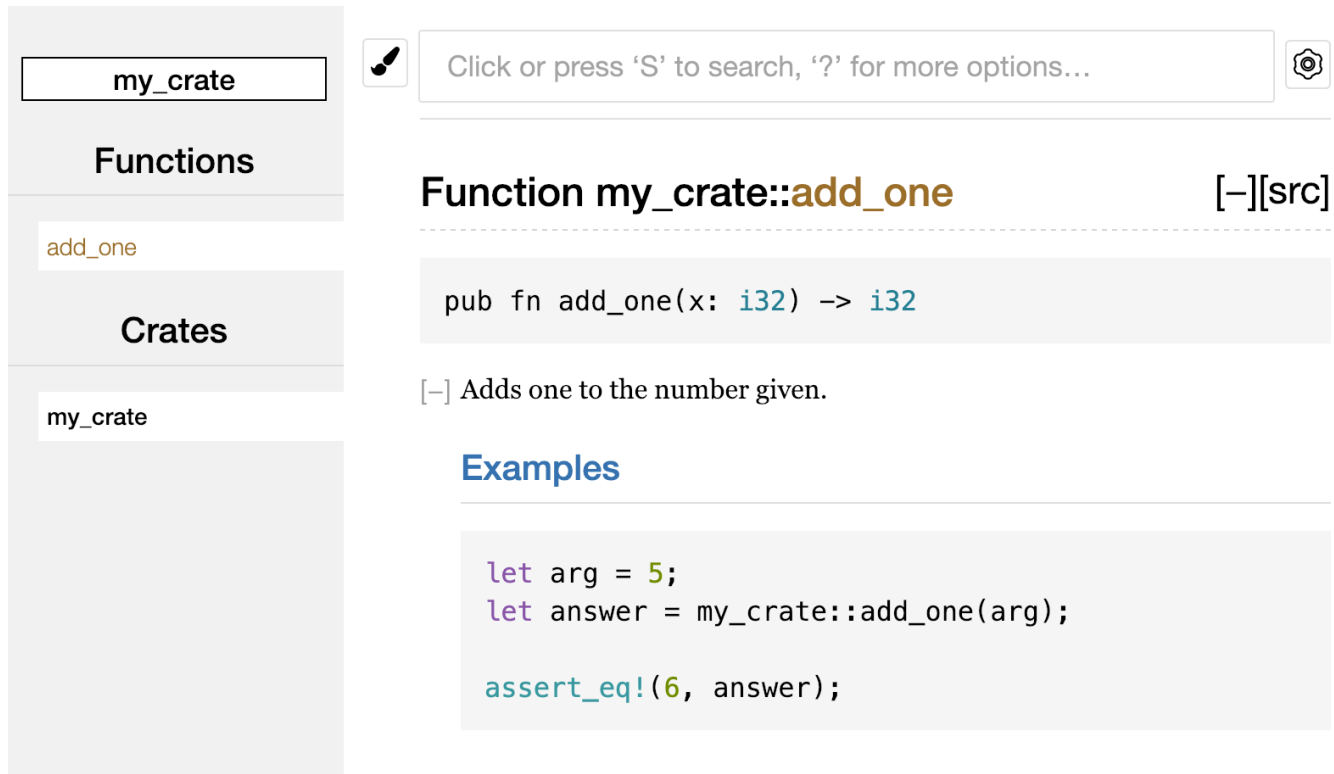 my_crate
Functions
add_one
Crates
my_crate
Click or press ‘S’ to search, ‘?’ for more options…
Function my_crate::add_one
[–][src]
pub fn add_one(x: i32) -> i32
[–] Adds one to the number given.
Examples
let arg = 5;
let answer = my_crate::add_one(arg);
assert_eq!(6, answer);